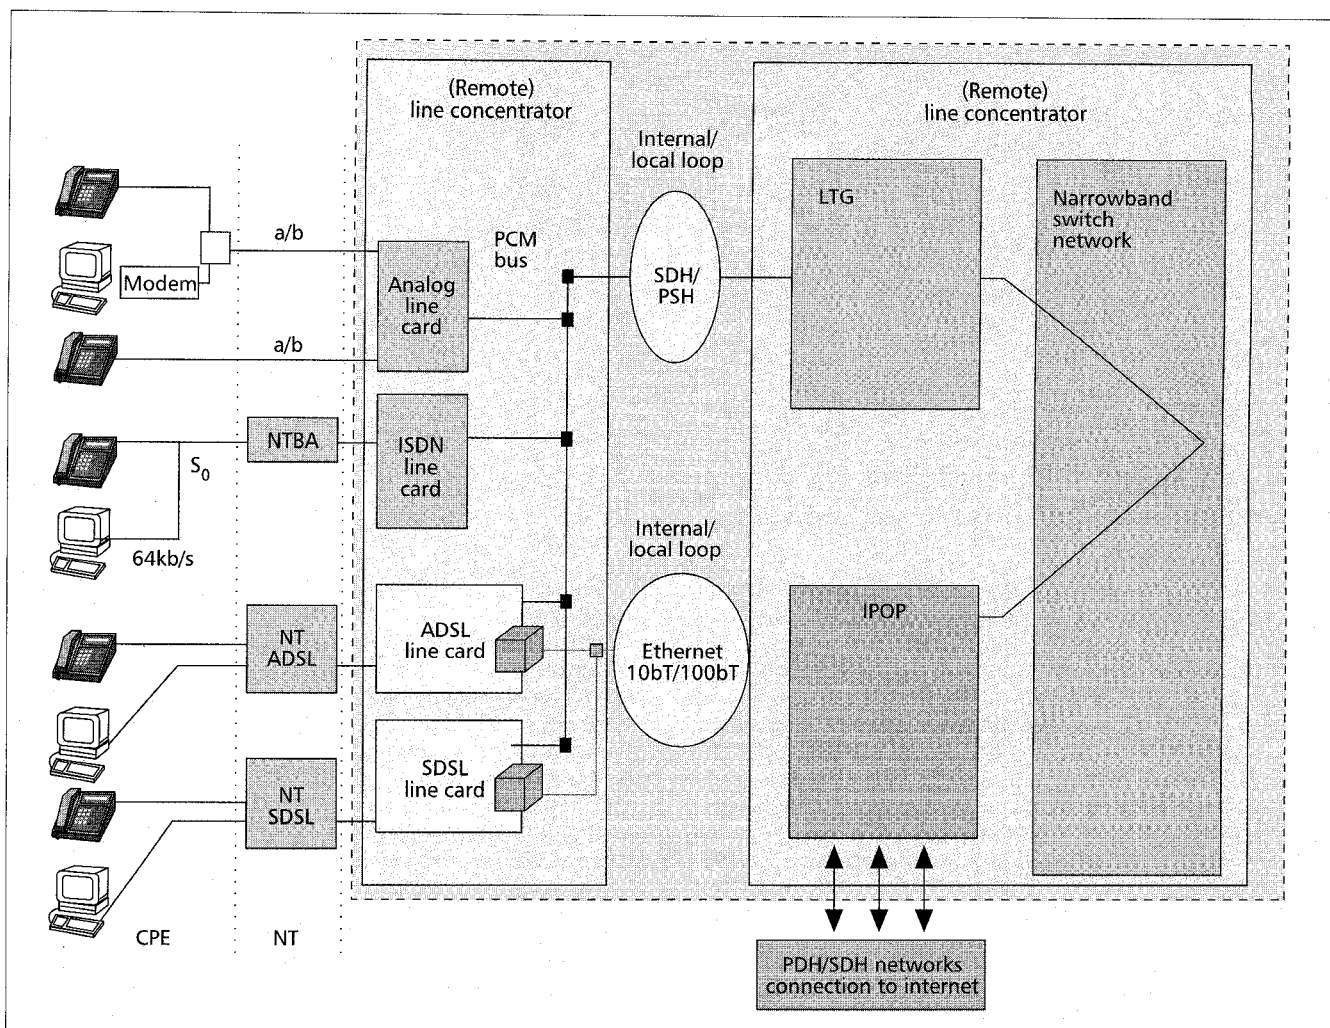 (Remote)
line concentrator
(Remote)
line concentrator
Internal/
local loop
LTG
Narrowband
switch
network
a/b
PCM
bus
Modem
Analog
line
card
SDH/
PSH
a/b
NTBA
ISDN
line
card
S0
64kb/s
Internal/
local loop
NT
ADSL
ADSL
line card
IPOP
Ethernet
10bT/100bT
NT
SDSL
SDSL
line card
CPE
NT
PDH/SDH networks
connection to internet